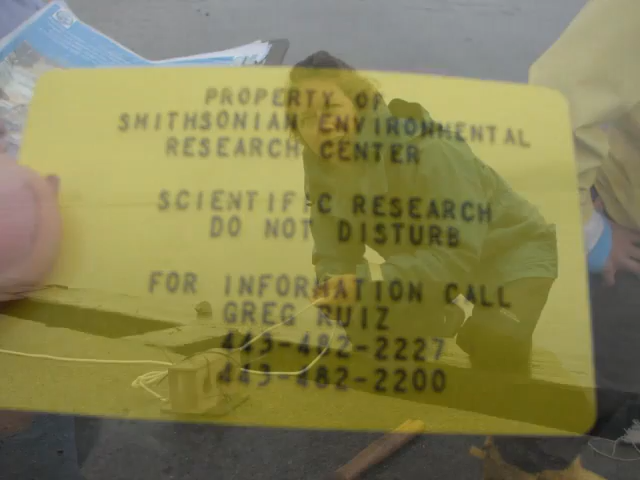 PROPERTY OF
SMITHSONIAN ENVIRONMENTAL
RESEARCH CENTER
SCIENTIFIC RESEARCH
DO NOT DISTURB
FOR INFORMATION CALL
GREG RUIZ
443-482-2227
443-482-2200